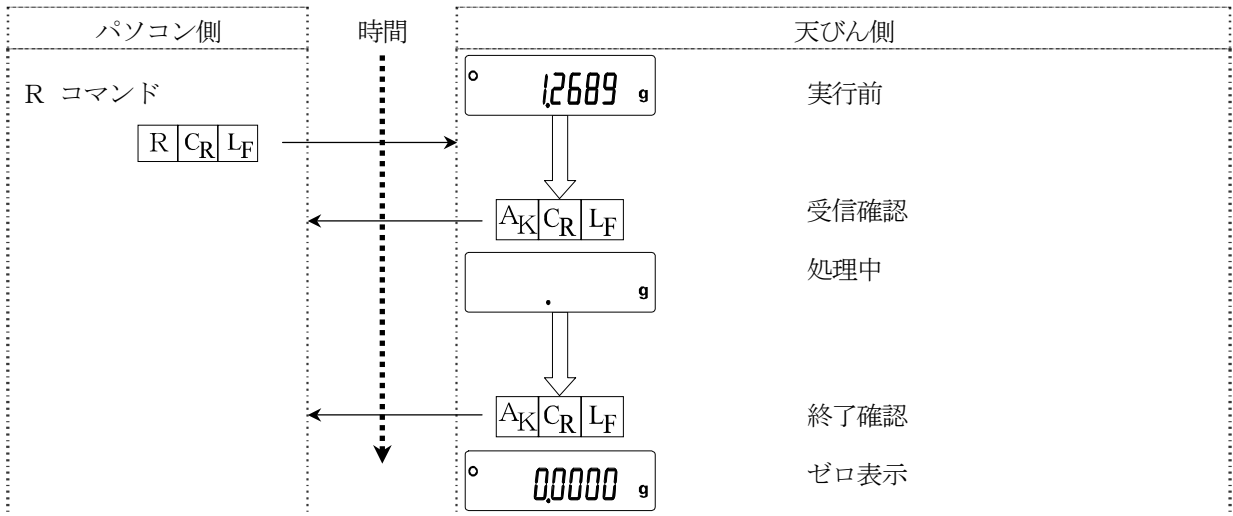 パソコン側 時間 天びん側
1.2689 g
R コマンド 実行前
R CR LF
AK CR LF 受信確認
処理中
. g
AK CR LF 終了確認
0.0000 g ゼロ表示